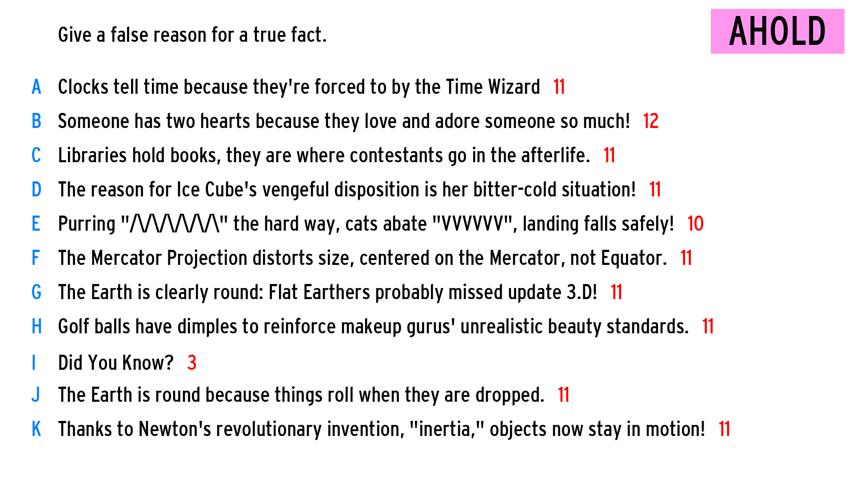 Give a false reason for a true fact.
AHOLD
A Clocks tell time because they're forced to by the Time Wizard 11
B Someone has two hearts because they love and adore someone so much! 12
C Libraries hold books, they are where contestants go in the afterlife. 11
D The reason for Ice Cube's vengeful disposition is her bitter-cold situation! 11
E Purring "/\/\/\/\/\/\/\" the hard way, cats abate "VVVVVV", landing falls safely! 10
F The Mercator Projection distorts size, centered on the Mercator, not Equator. 11
G The Earth is clearly round: Flat Earthers probably missed update 3.D! 11
H Golf balls have dimples to reinforce makeup gurus' unrealistic beauty standards. 11
I Did You Know? 3
J The Earth is round because things roll when they are dropped. 11
K Thanks to Newton's revolutionary invention, "inertia," objects now stay in motion! 11